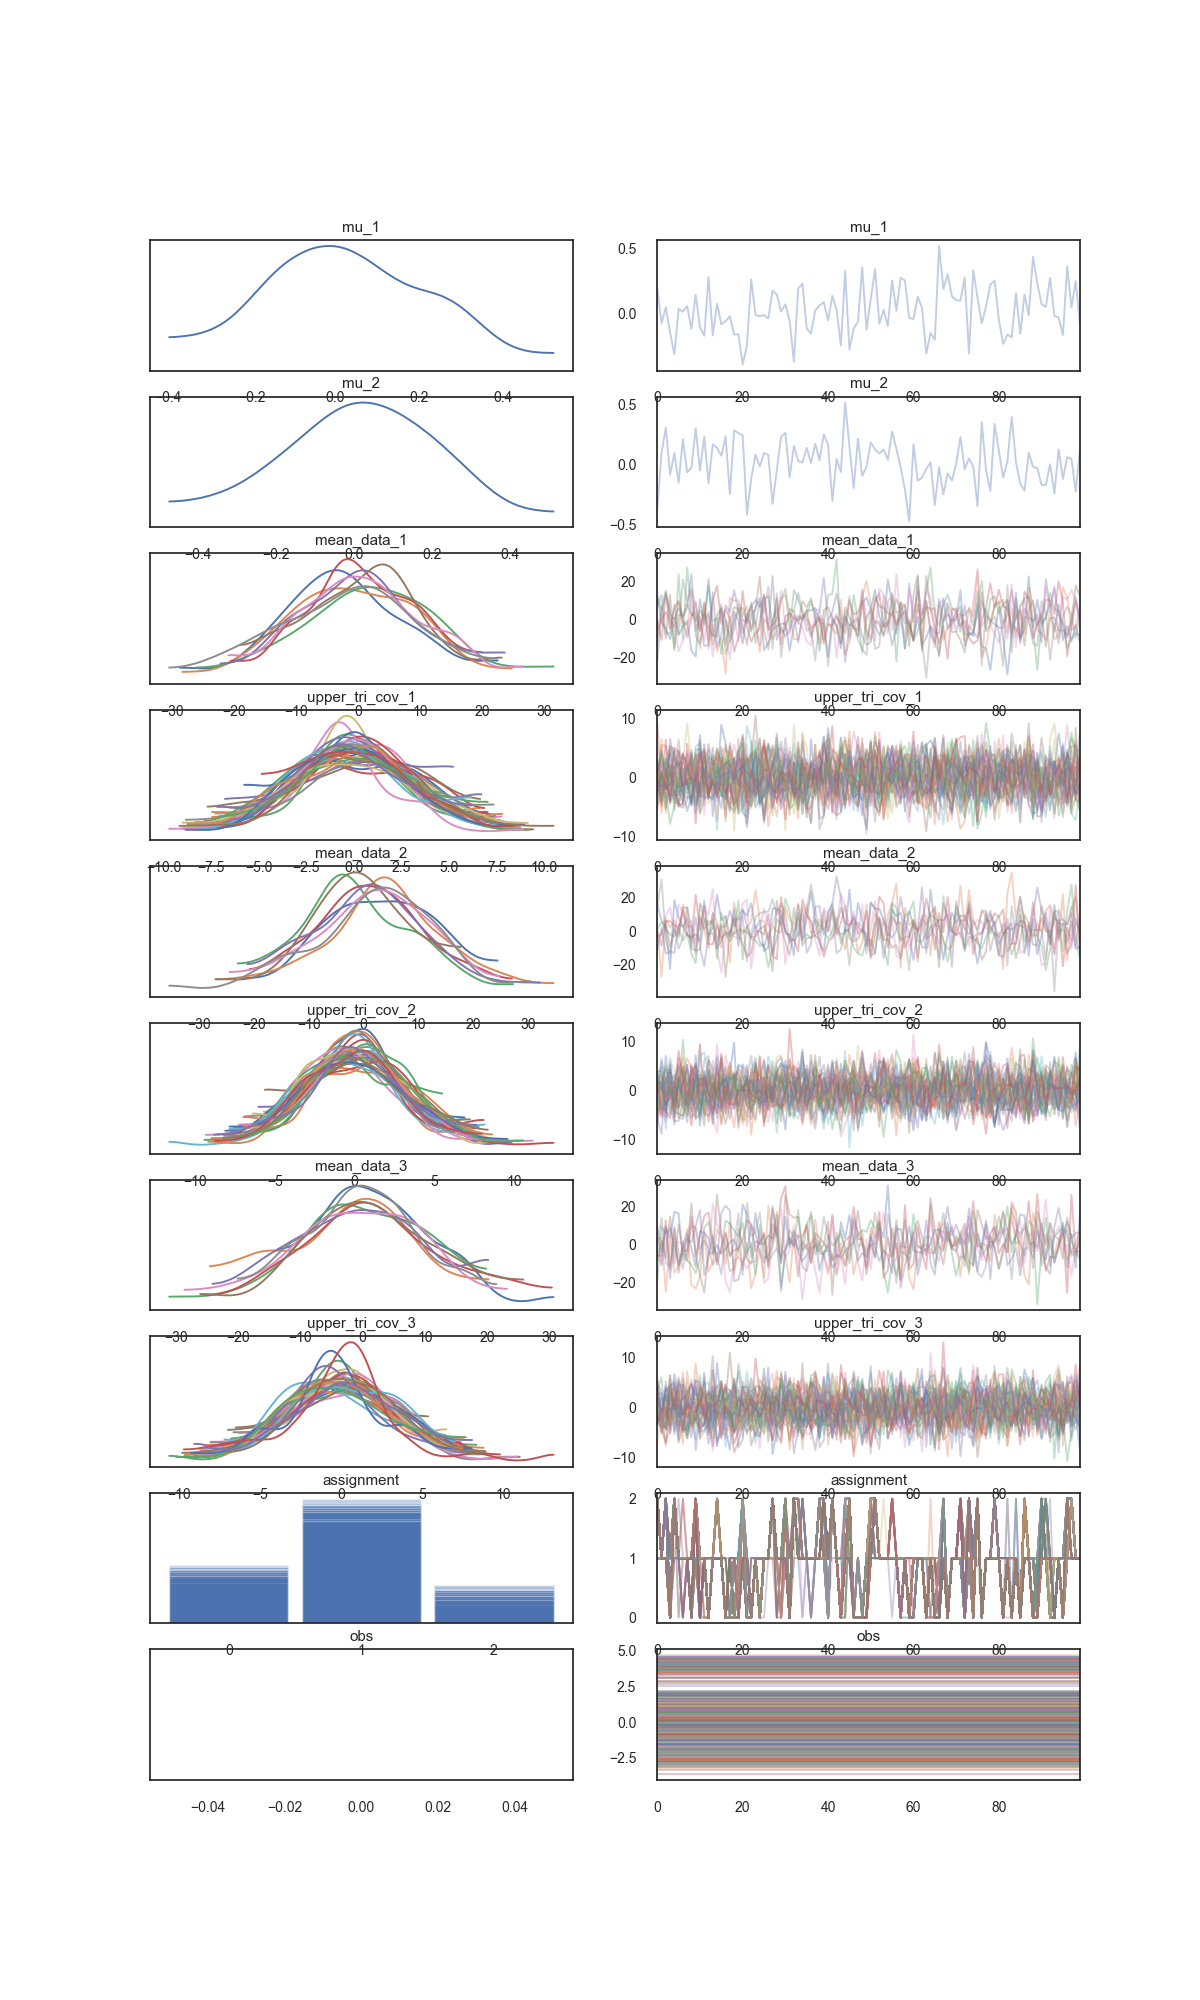 mu_1 mu_1
0.5
0.0
−0.4 −0.2 0.0 0.2 0.4 0 20 40 60 80
mu_2 mu_2
0.5
0.0
−0.5
−0.4 −0.2 0.0 0.2 0.4 0 20 40 60 80
mean_data_1 mean_data_1
20
0
−20
−30 −20 −10 0 10 20 30 0 20 40 60 80
upper_tri_cov_1 upper_tri_cov_1
10
0
−10
−10.0 −7.5 −5.0 −2.5 0.0 2.5 5.0 7.5 10.0 0 20 40 60 80
mean_data_2 mean_data_2
20
0
−20
−30 −20 −10 0 10 20 30 0 20 40 60 80
upper_tri_cov_2 upper_tri_cov_2
10
0
−10
−10 −5 0 5 10 0 20 40 60 80
mean_data_3 mean_data_3
20
0
−20
−30 −20 −10 0 10 20 30 0 20 40 60 80
upper_tri_cov_3 upper_tri_cov_3
10
0
−10
−10 −5 0 5 10 0 20 40 60 80
assignment assignment
2
1
0
0 1 2 0 20 40 60 80
obs obs
5.0
2.5
0.0
−2.5
−0.04 −0.02 0.00 0.02 0.04 0 20 40 60 80